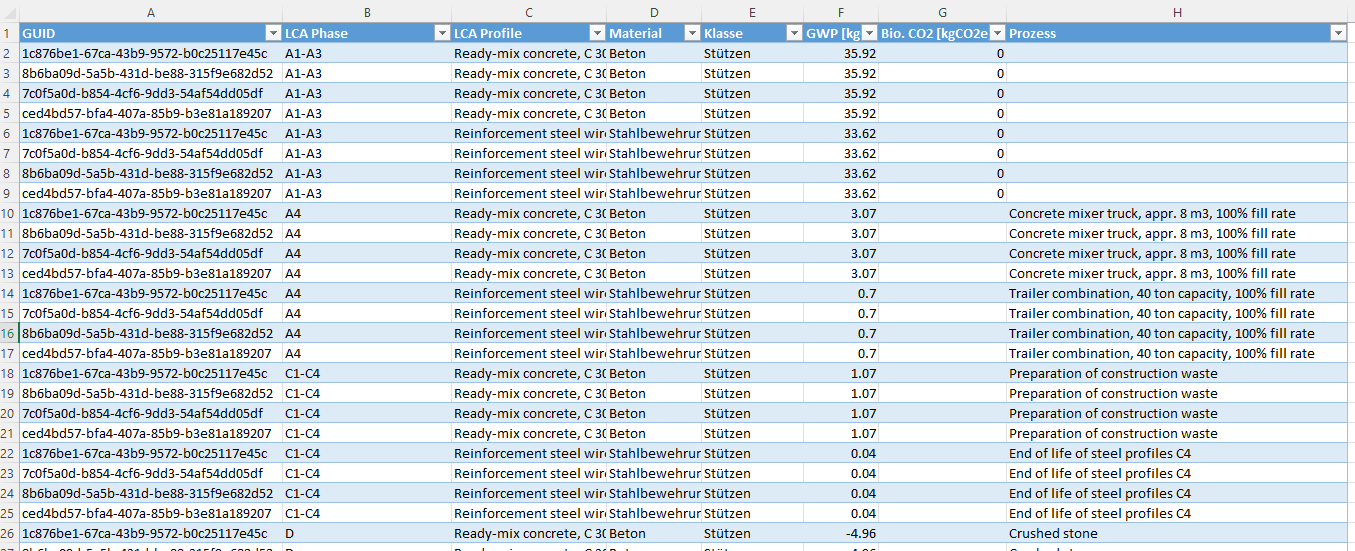 A B C D E F G H
1 GUID LCA Phase LCA Profile Material Klasse GWP [kg Bio. CO2 [kgCO2e Prozess
2 1c876be1-67ca-43b9-9572-b0c25117e45c A1-A3 Ready-mix concrete, C 30 Beton Stützen 35.92 0
3 8b6ba09d-5a5b-431d-be88-315f9e682d52 A1-A3 Ready-mix concrete, C 30 Beton Stützen 35.92 0
4 7c0f5a0d-b854-4cf6-9dd3-54af54dd05df A1-A3 Ready-mix concrete, C 30 Beton Stützen 35.92 0
5 ced4bd57-bfa4-407a-85b9-b3e81a189207 A1-A3 Ready-mix concrete, C 30 Beton Stützen 35.92 0
6 1c876be1-67ca-43b9-9572-b0c25117e45c A1-A3 Reinforcement steel wire Stahlbewehrur Stützen 33.62 0
7 7c0f5a0d-b854-4cf6-9dd3-54af54dd05df A1-A3 Reinforcement steel wire Stahlbewehrur Stützen 33.62 0
8 8b6ba09d-5a5b-431d-be88-315f9e682d52 A1-A3 Reinforcement steel wire Stahlbewehrur Stützen 33.62 0
9 ced4bd57-bfa4-407a-85b9-b3e81a189207 A1-A3 Reinforcement steel wire Stahlbewehrur Stützen 33.62 0
10 1c876be1-67ca-43b9-9572-b0c25117e45c A4 Ready-mix concrete, C 30 Beton Stützen 3.07 Concrete mixer truck, appr. 8 m3, 100% fill rate
11 8b6ba09d-5a5b-431d-be88-315f9e682d52 A4 Ready-mix concrete, C 30 Beton Stützen 3.07 Concrete mixer truck, appr. 8 m3, 100% fill rate
12 7c0f5a0d-b854-4cf6-9dd3-54af54dd05df A4 Ready-mix concrete, C 30 Beton Stützen 3.07 Concrete mixer truck, appr. 8 m3, 100% fill rate
13 ced4bd57-bfa4-407a-85b9-b3e81a189207 A4 Ready-mix concrete, C 30 Beton Stützen 3.07 Concrete mixer truck, appr. 8 m3, 100% fill rate
14 1c876be1-67ca-43b9-9572-b0c25117e45c A4 Reinforcement steel wire Stahlbewehrur Stützen 0.7 Trailer combination, 40 ton capacity, 100% fill rate
15 7c0f5a0d-b854-4cf6-9dd3-54af54dd05df A4 Reinforcement steel wire Stahlbewehrur Stützen 0.7 Trailer combination, 40 ton capacity, 100% fill rate
16 8b6ba09d-5a5b-431d-be88-315f9e682d52 A4 Reinforcement steel wire Stahlbewehrur Stützen 0.7 Trailer combination, 40 ton capacity, 100% fill rate
17 ced4bd57-bfa4-407a-85b9-b3e81a189207 A4 Reinforcement steel wire Stahlbewehrur Stützen 0.7 Trailer combination, 40 ton capacity, 100% fill rate
18 1c876be1-67ca-43b9-9572-b0c25117e45c C1-C4 Ready-mix concrete, C 30 Beton Stützen 1.07 Preparation of construction waste
19 8b6ba09d-5a5b-431d-be88-315f9e682d52 C1-C4 Ready-mix concrete, C 30 Beton Stützen 1.07 Preparation of construction waste
20 7c0f5a0d-b854-4cf6-9dd3-54af54dd05df C1-C4 Ready-mix concrete, C 30 Beton Stützen 1.07 Preparation of construction waste
21 ced4bd57-bfa4-407a-85b9-b3e81a189207 C1-C4 Ready-mix concrete, C 30 Beton Stützen 1.07 Preparation of construction waste
22 1c876be1-67ca-43b9-9572-b0c25117e45c C1-C4 Reinforcement steel wire Stahlbewehrur Stützen 0.04 End of life of steel profiles C4
23 7c0f5a0d-b854-4cf6-9dd3-54af54dd05df C1-C4 Reinforcement steel wire Stahlbewehrur Stützen 0.04 End of life of steel profiles C4
24 8b6ba09d-5a5b-431d-be88-315f9e682d52 C1-C4 Reinforcement steel wire Stahlbewehrur Stützen 0.04 End of life of steel profiles C4
25 ced4bd57-bfa4-407a-85b9-b3e81a189207 C1-C4 Reinforcement steel wire Stahlbewehrur Stützen 0.04 End of life of steel profiles C4
26 1c876be1-67ca-43b9-9572-b0c25117e45c D Ready-mix concrete, C 30 Beton Stützen -4.96 Crushed stone